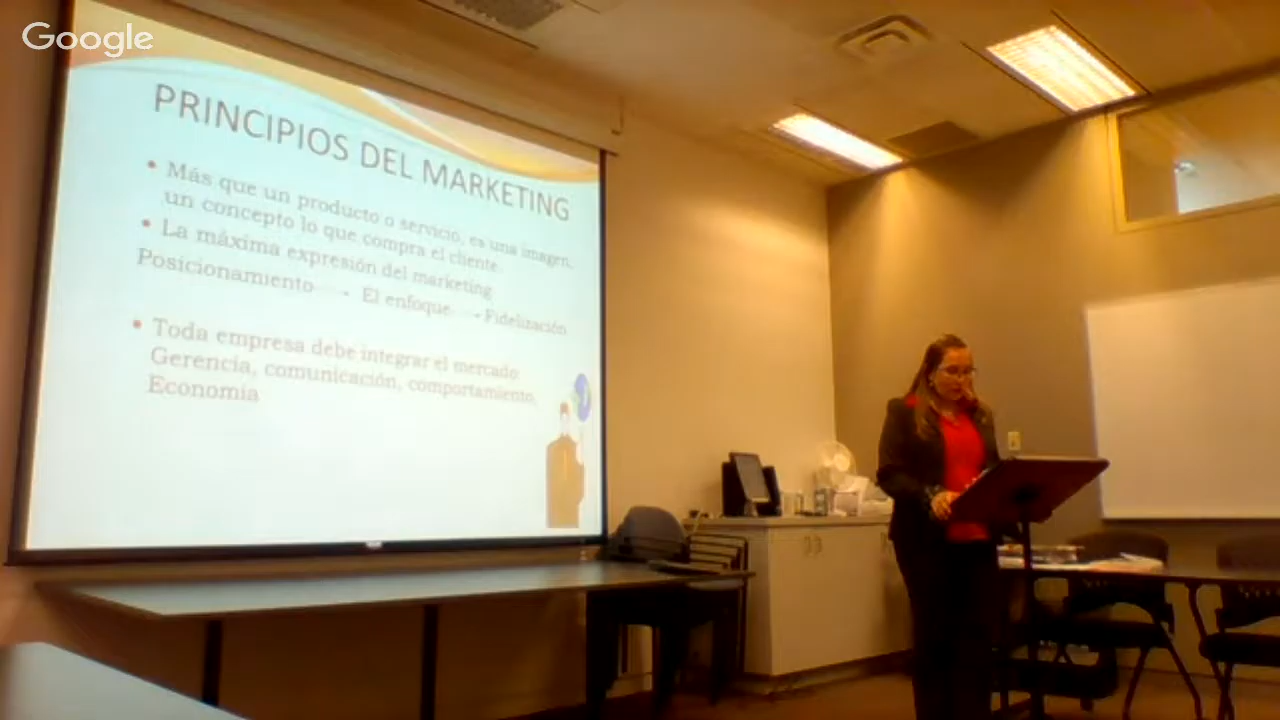 Google
PRINCIPIOS DEL MARKETING
• Más que un producto o servicio, es una imagen,
un concepto lo que compra el cliente
• La máxima expresión del marketing
Posicionamiento - El enfoque - Fidelización
• Toda empresa debe integrar el mercado:
Gerencia, comunicación, comportamiento,
Economia